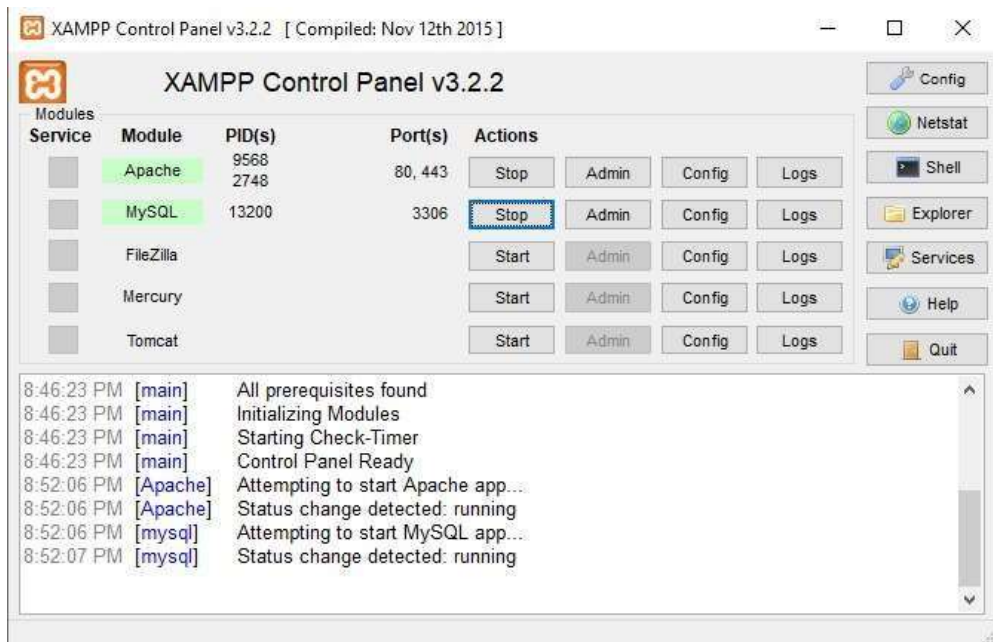 XAMPP Control Panel v3.2.2 [ Compiled: Nov 12th 2015 ]
XAMPP Control Panel v3.2.2
Config
Netstat
Shell
Explorer
Services
Help
Quit
Modules
Service Module PID(s) Port(s) Actions
Apache 9568 2748 80, 443 Stop Admin Config Logs
MySQL 13200 3306 Stop Admin Config Logs
FileZilla Start Admin Config Logs
Mercury Start Admin Config Logs
Tomcat Start Admin Config Logs
8:46:23 PM [main] All prerequisites found
8:46:23 PM [main] Initializing Modules
8:46:23 PM [main] Starting Check-Timer
8:46:23 PM [main] Control Panel Ready
8:52:06 PM [Apache] Attempting to start Apache app...
8:52:06 PM [Apache] Status change detected: running
8:52:06 PM [mysql] Attempting to start MySQL app...
8:52:07 PM [mysql] Status change detected: running